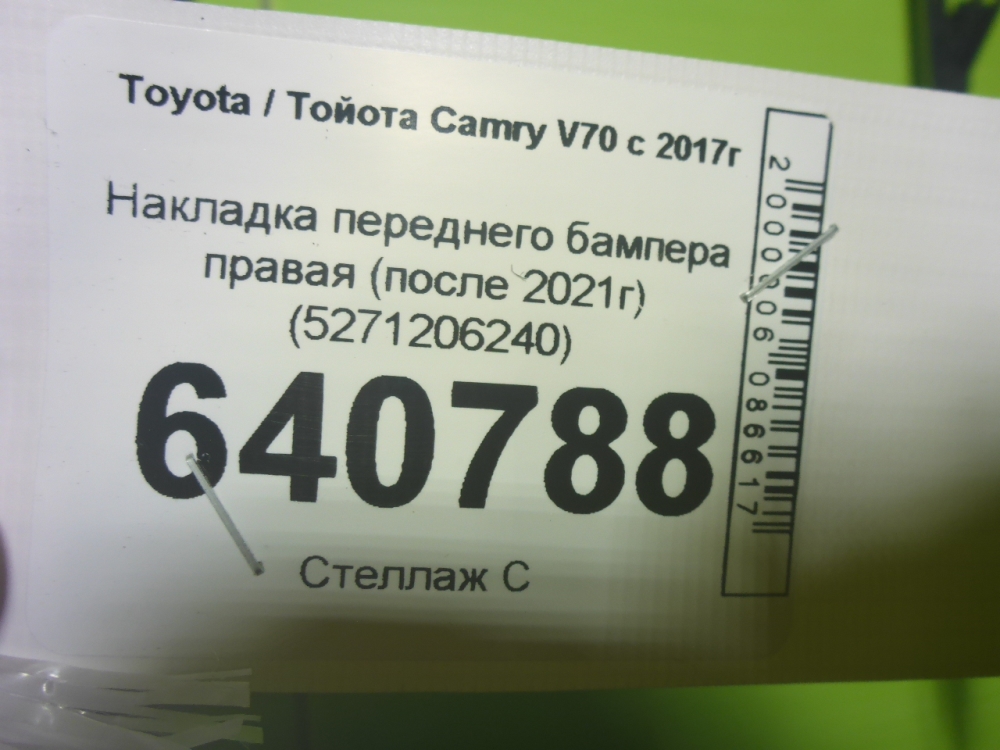 Toyota / Тойота Camry V70 с 2017г
Накладка переднего бампера
правая (после 2021г)
(5271206240)
640788
Стеллаж С
2000006086617